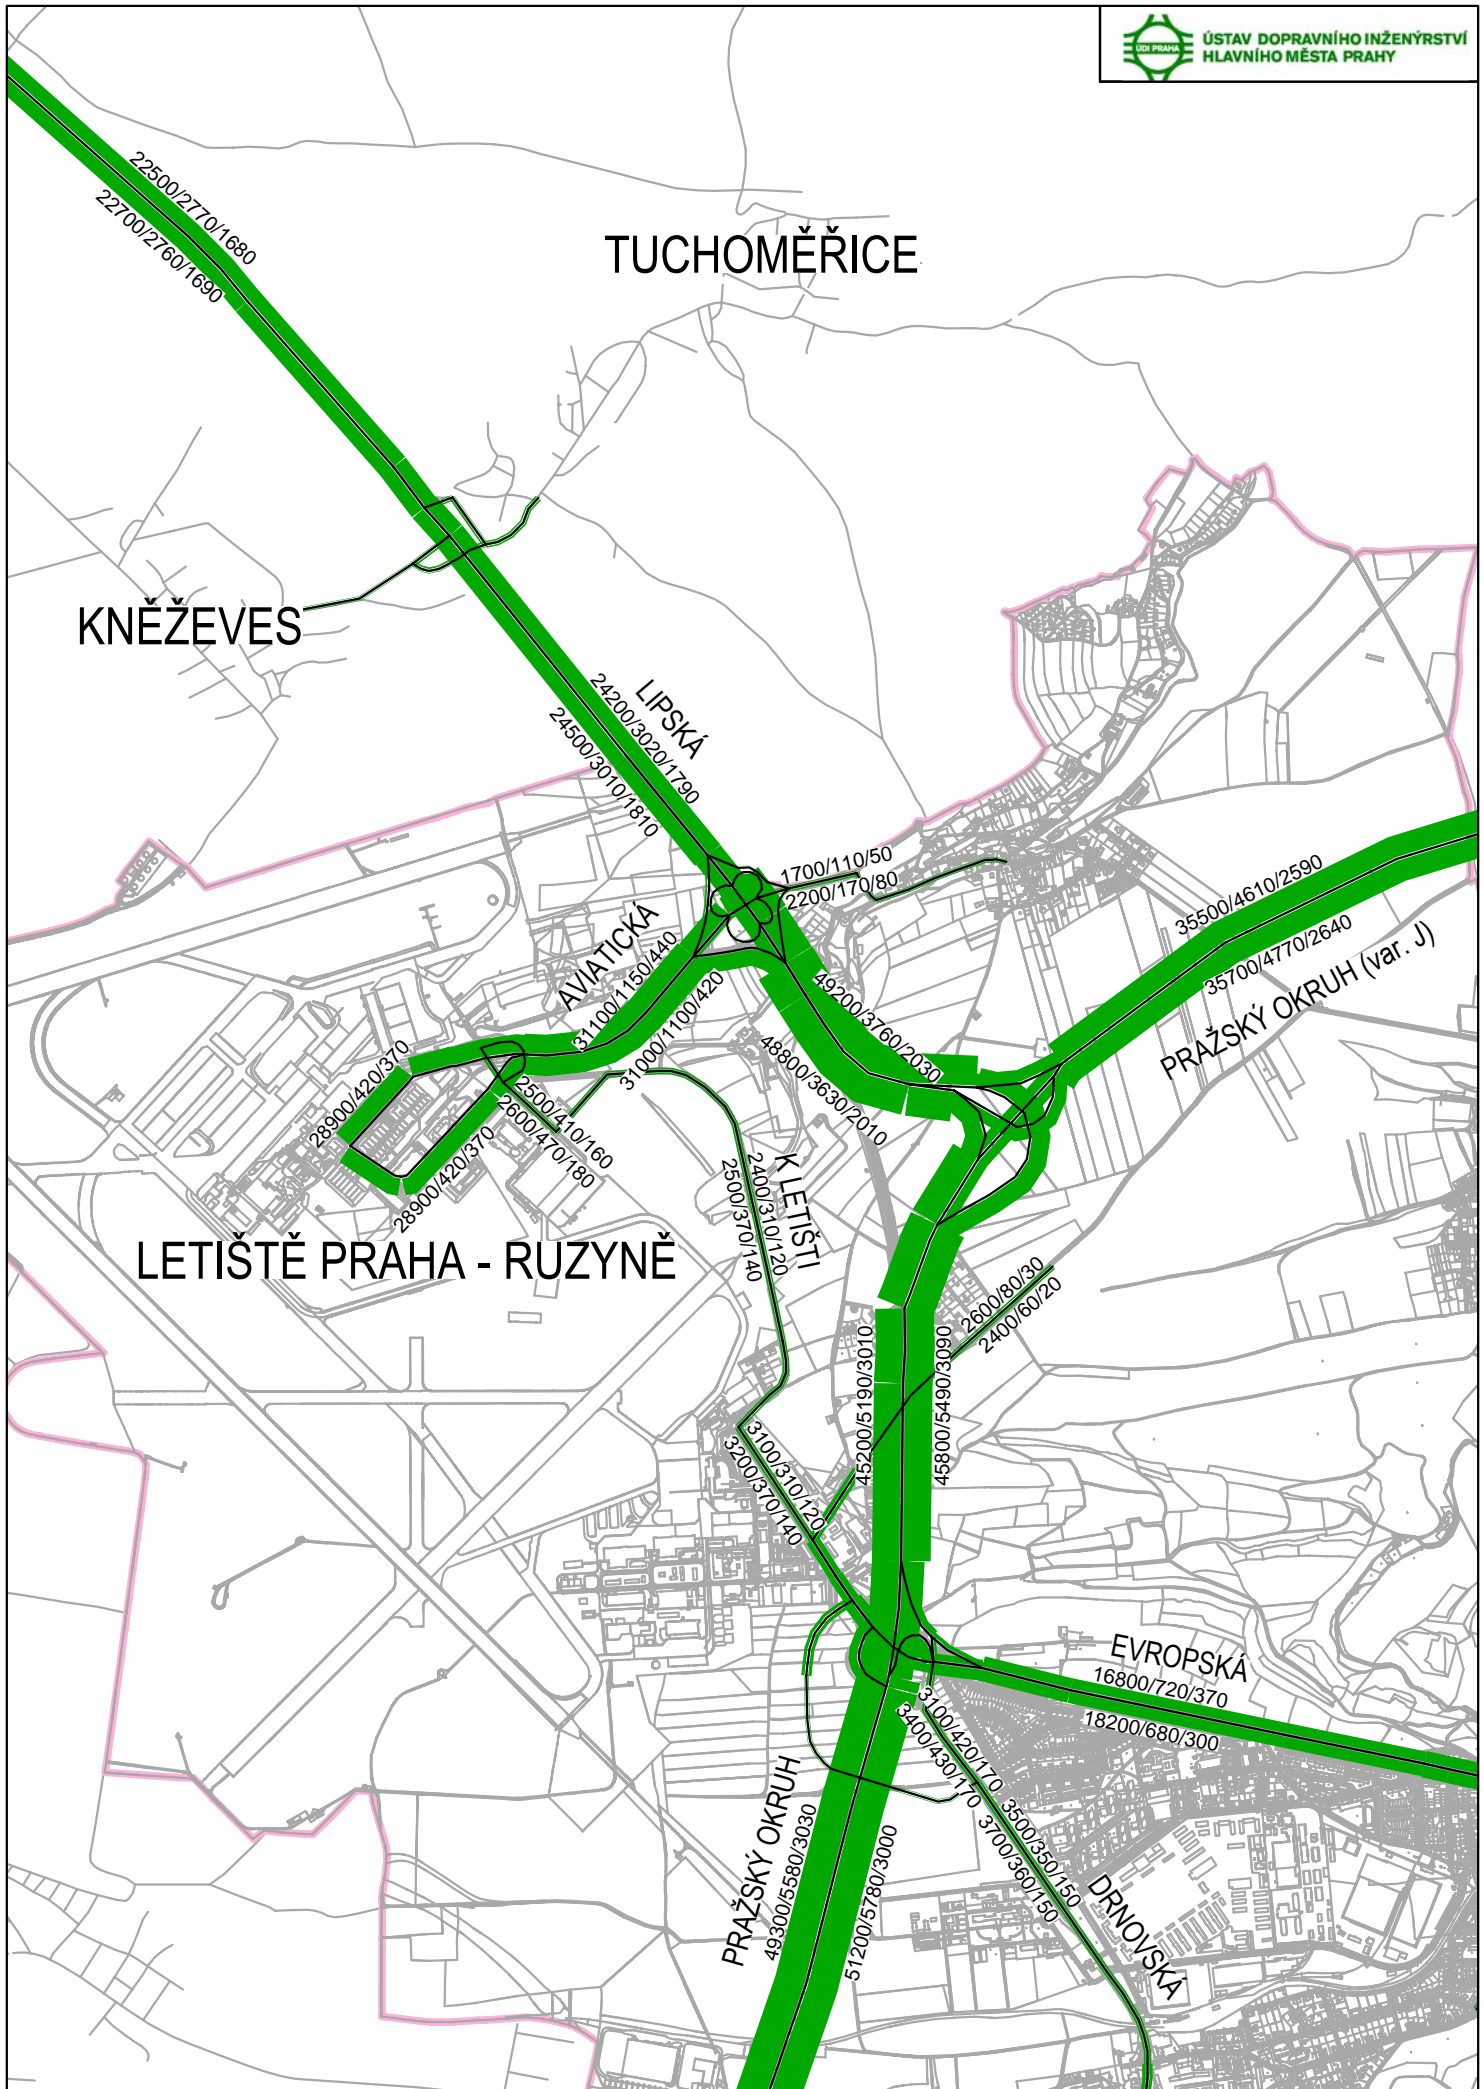 ÚDI PRAHA
ÚSTAV DOPRAVNÍHO INŽENÝRSTVÍ
HLAVNÍHO MĚSTA PRAHY
22500/2770/1680
22700/2760/1690
TUCHOMĚŘICE
KNĚŽEVES
LIPSKÁ
24200/3020/1790
24500/3010/1810
1700/110/50
2200/170/80
35500/4610/2590
35700/4770/2640
PRAŽSKÝ OKRUH (var. J)
AVIATICKÁ
31100/1150/440
31000/1100/420
49200/3760/2030
48800/3630/2010
28900/420/370
28900/420/370
2500/410/160
2600/470/180
K LETIŠTI
2400/310/120
2500/370/140
LETIŠTĚ PRAHA - RUZYNĚ
2600/80/30
2400/60/20
45200/5190/3010
45800/5490/3090
3100/310/120
3200/370/140
EVROPSKÁ
16800/720/370
18200/680/300
3100/420/170
3400/430/170
3500/350/150
3700/360/150
DRNOVSKÁ
PRAŽSKÝ OKRUH
49300/5580/3030
51200/5780/3000